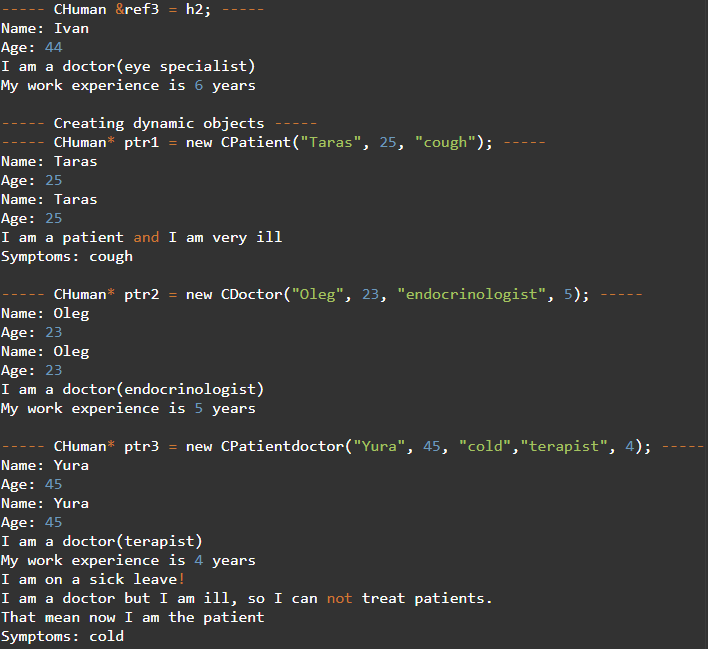 ----- CHuman &ref3 = h2; -----
Name: Ivan
Age: 44
I am a doctor(eye specialist)
My work experience is 6 years
----- Creating dynamic objects -----
----- CHuman* ptr1 = new CPatient("Taras", 25, "cough"); -----
Name: Taras
Age: 25
Name: Taras
Age: 25
I am a patient and I am very ill
Symptoms: cough
----- CHuman* ptr2 = new CDoctor("Oleg", 23, "endocrinologist", 5); -----
Name: Oleg
Age: 23
Name: Oleg
Age: 23
I am a doctor(endocrinologist)
My work experience is 5 years
----- CHuman* ptr3 = new CPatientdoctor("Yura", 45, "cold","terapist", 4); -----
Name: Yura
Age: 45
Name: Yura
Age: 45
I am a doctor(terapist)
My work experience is 4 years
I am on a sick leave!
I am a doctor but I am ill, so I can not treat patients.
That mean now I am the patient
Symptoms: cold